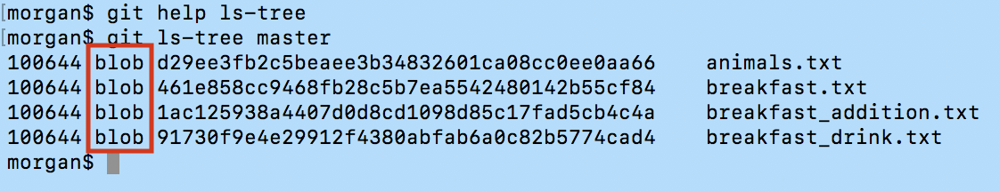 [morgan$ git help ls-tree
[morgan$ git ls-tree master
100644 blob d29ee3fb2c5beaee3b34832601ca08cc0ee0aa66    animals.txt
100644 blob 461e858cc9468fb28c5b7ea5542480142b55cf84    breakfast.txt
100644 blob 1ac125938a4407d0d8cd1098d85c17fad5cb4c4a    breakfast_addition.txt
100644 blob 91730f9e4e29912f4380abfab6a0c82b5774cad4    breakfast_drink.txt
morgan$